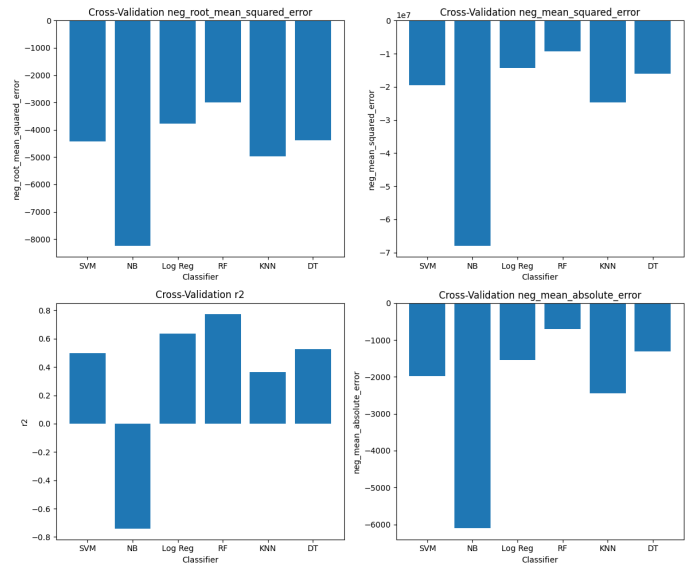 Cross-Validation neg_root_mean_squared_error
0
−1000
−2000
−3000
−4000
−5000
−6000
−7000
−8000
neg_root_mean_squared_error
SVM NB Log Reg RF KNN DT
Classifier
Cross-Validation neg_mean_squared_error
1e7
0
−1
−2
−3
−4
−5
−6
−7
neg_mean_squared_error
SVM NB Log Reg RF KNN DT
Classifier
Cross-Validation r2
0.8
0.6
0.4
0.2
0.0
−0.2
−0.4
−0.6
−0.8
r2
SVM NB Log Reg RF KNN DT
Classifier
Cross-Validation neg_mean_absolute_error
0
−1000
−2000
−3000
−4000
−5000
−6000
neg_mean_absolute_error
SVM NB Log Reg RF KNN DT
Classifier